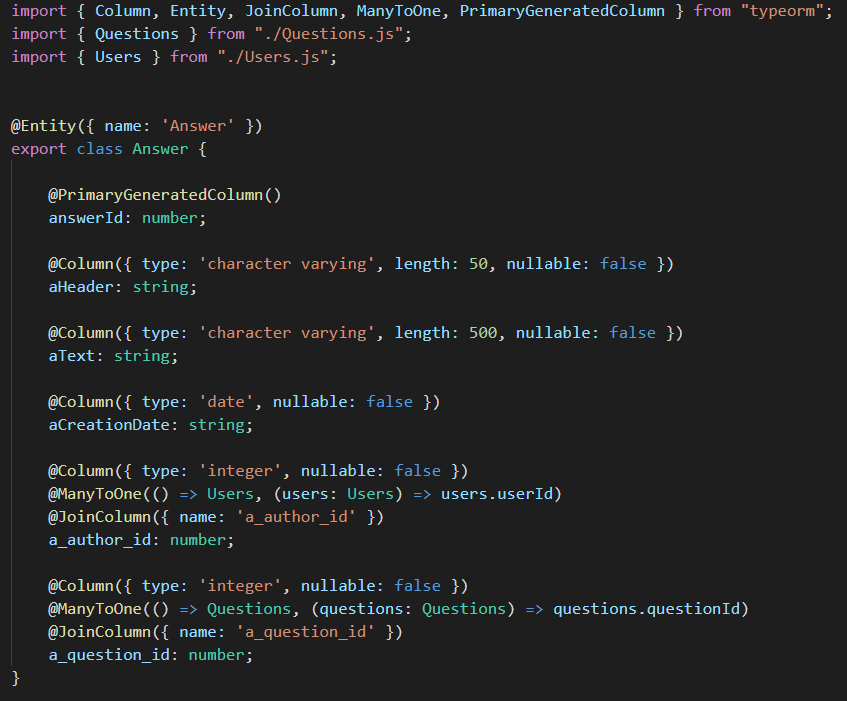 import { Column, Entity, JoinColumn, ManyToOne, PrimaryGeneratedColumn } from "typeorm";
import { Questions } from "./Questions.js";
import { Users } from "./Users.js";
@Entity({ name: 'Answer' })
export class Answer {
@PrimaryGeneratedColumn()
answerId: number;
@Column({ type: 'character varying', length: 50, nullable: false })
aHeader: string;
@Column({ type: 'character varying', length: 500, nullable: false })
aText: string;
@Column({ type: 'date', nullable: false })
aCreationDate: string;
@Column({ type: 'integer', nullable: false })
@ManyToOne(() => Users, (users: Users) => users.userId)
@JoinColumn({ name: 'a_author_id' })
a_author_id: number;
@Column({ type: 'integer', nullable: false })
@ManyToOne(() => Questions, (questions: Questions) => questions.questionId)
@JoinColumn({ name: 'a_question_id' })
a_question_id: number;
}